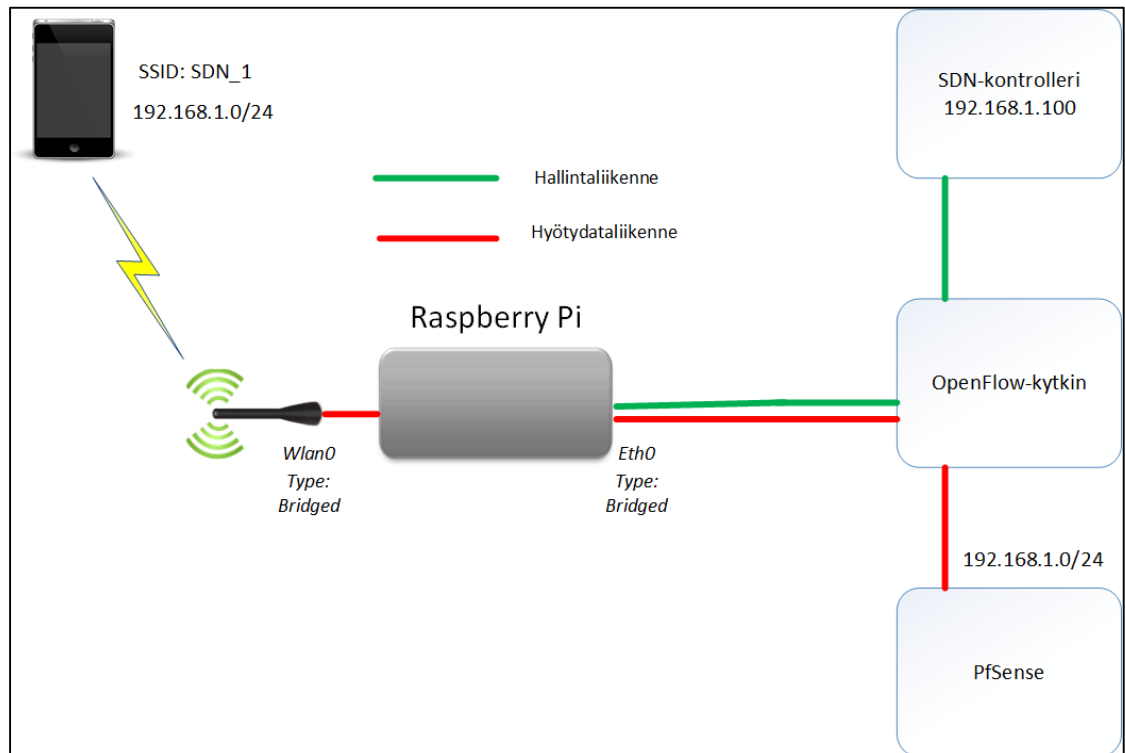 SSID: SDN_1
192.168.1.0/24
SDN-kontrolleri
192.168.1.100
Hallintaliikenne
Hyötydataliikenne
Raspberry Pi
OpenFlow-kytkin
Wlan0
Type:
Bridged
Eth0
Type:
Bridged
192.168.1.0/24
PfSense